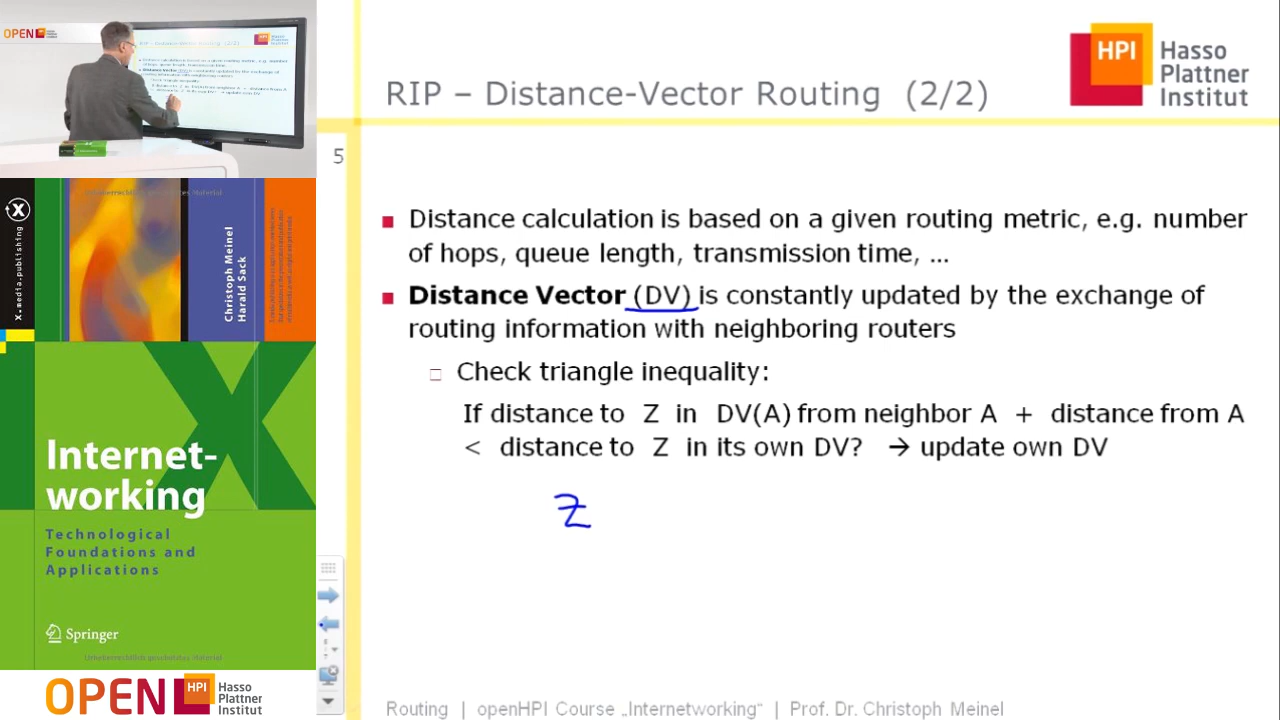 OPEN HPI
RIP – Distance-Vector Routing (2/2)
HPI Hasso
Plattner
Institut
5
■ Distance calculation is based on a given routing metric, e.g. number
of hops, queue length, transmission time, ...
■ Distance Vector (DV) is constantly updated by the exchange of
routing information with neighboring routers
□ Check triangle inequality:
If distance to Z in DV(A) from neighbor A + distance from A
< distance to Z in its own DV? → update own DV
Z
X.media.publishing
Christoph Meinel
Harald Sack
Internet-
working
Technological
Foundations and
Applications
Springer
OPEN HPI Hasso
Plattner
Institut
Routing | openHPI Course „Internetworking“ | Prof. Dr. Christoph Meinel